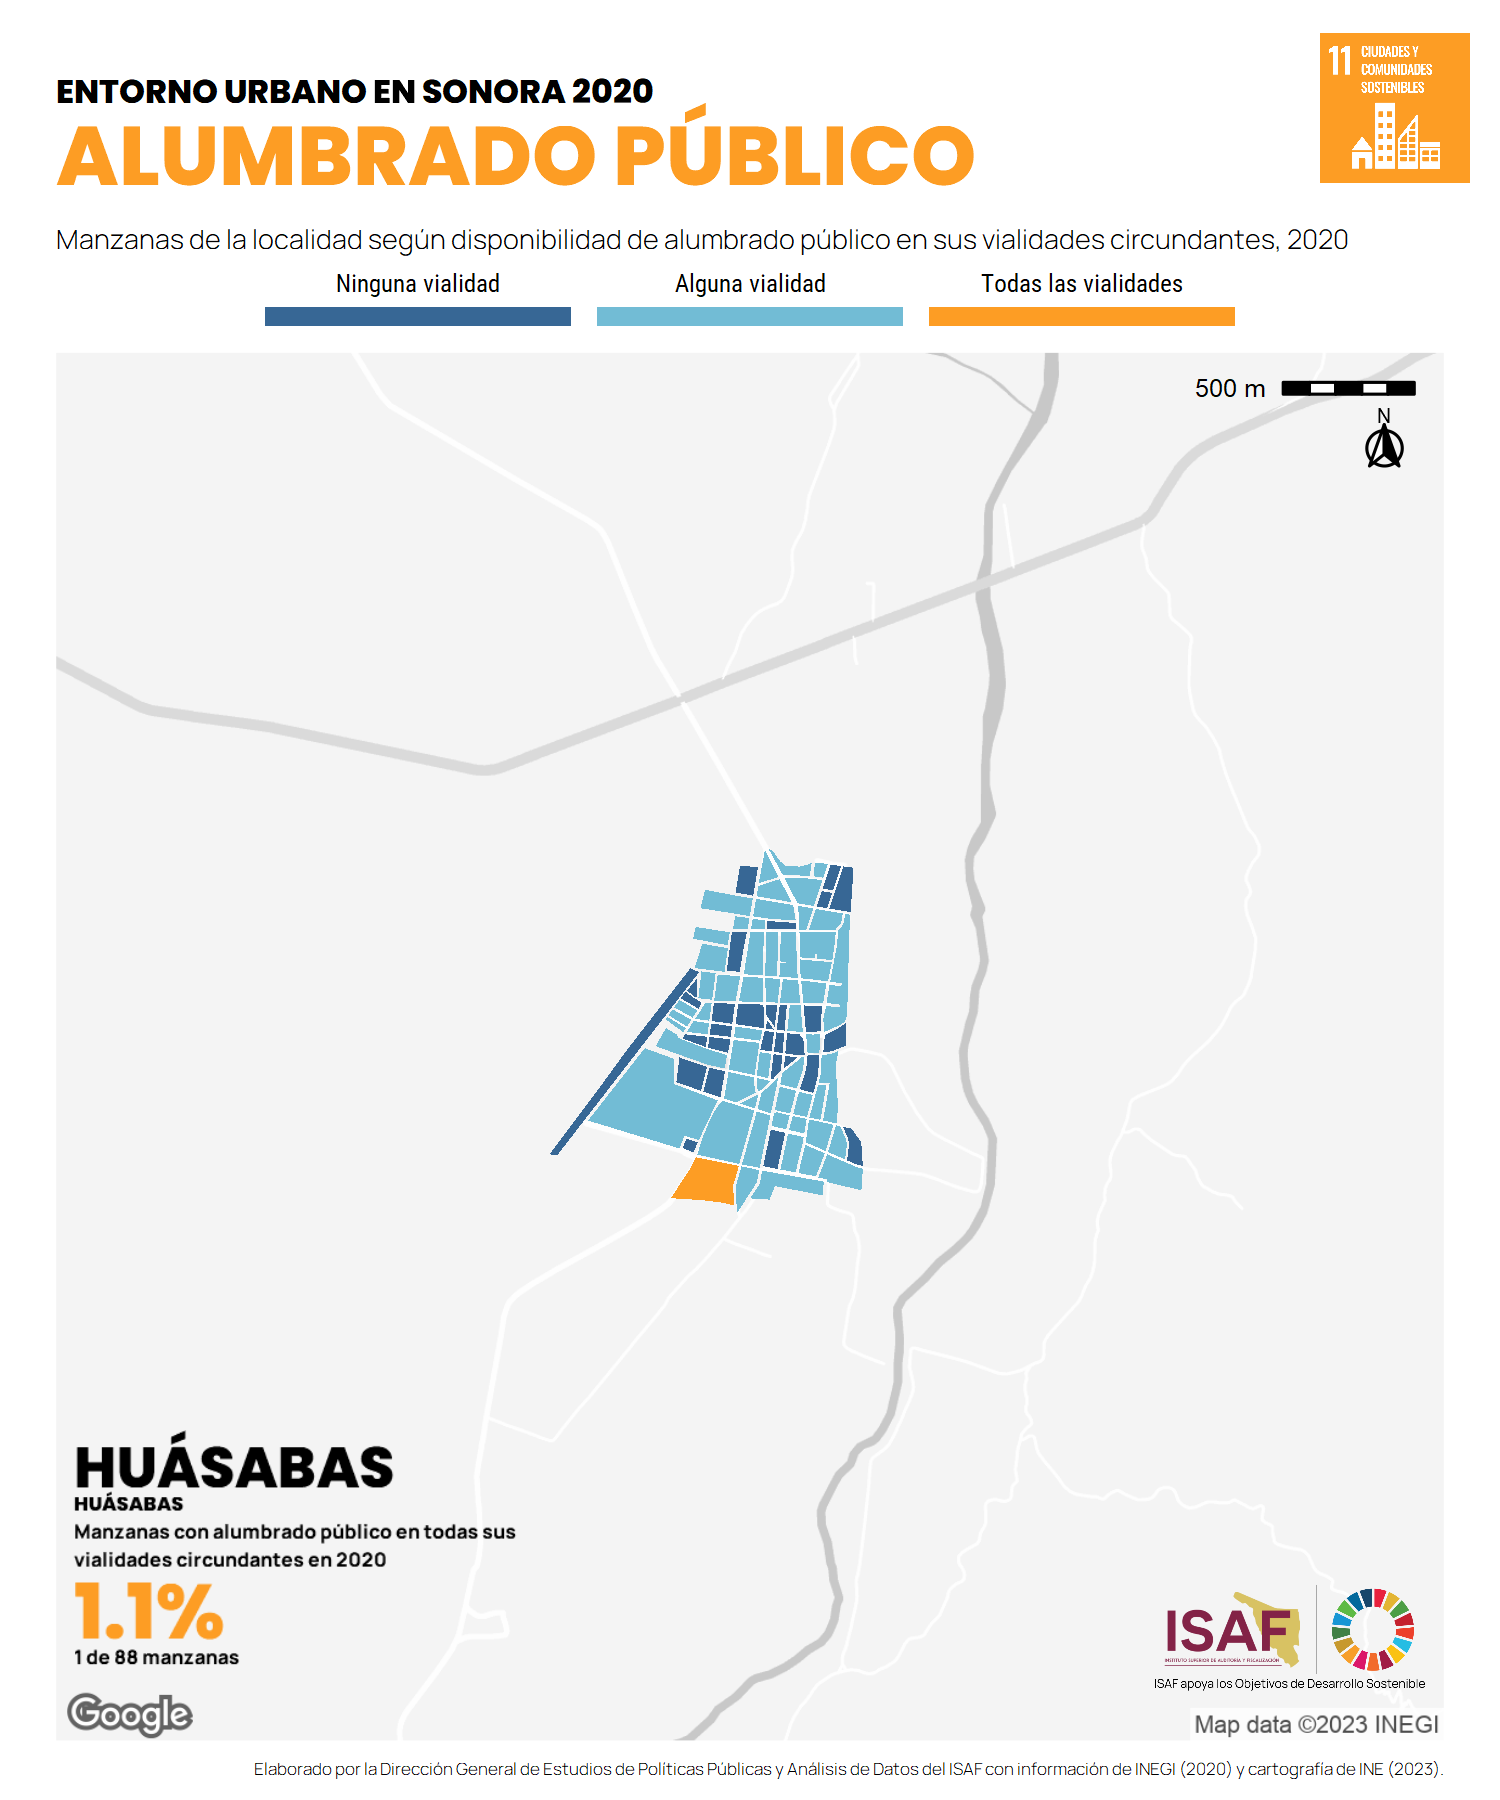 11 CIUDADES Y
COMUNIDADES
SOSTENIBLES
ENTORNO URBANO EN SONORA 2020
ALUMBRADO PÚBLICO
Manzanas de la localidad según disponibilidad de alumbrado público en sus vialidades circundantes, 2020
Ninguna vialidad
Alguna vialidad
Todas las vialidades
500 m
N
HUÁSABAS
HUÁSABAS
Manzanas con alumbrado público en todas sus
vialidades circundantes en 2020
1.1%
1 de 88 manzanas
ISAF
INSTITUTO SUPERIOR DE AUDITORÍA Y FISCALIZACIÓN
ISAF apoya los Objetivos de Desarrollo Sostenible
Google
Map data ©2023 INEGI
Elaborado por la Dirección General de Estudios de Políticas Públicas y Análisis de Datos del ISAF con información de INEGI (2020) y cartografía de INE (2023).